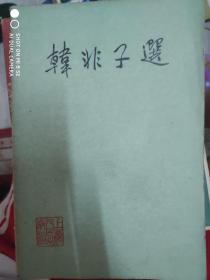 SHOT ON MI 8 SE
AI DUAL CAMERA
韓非子選